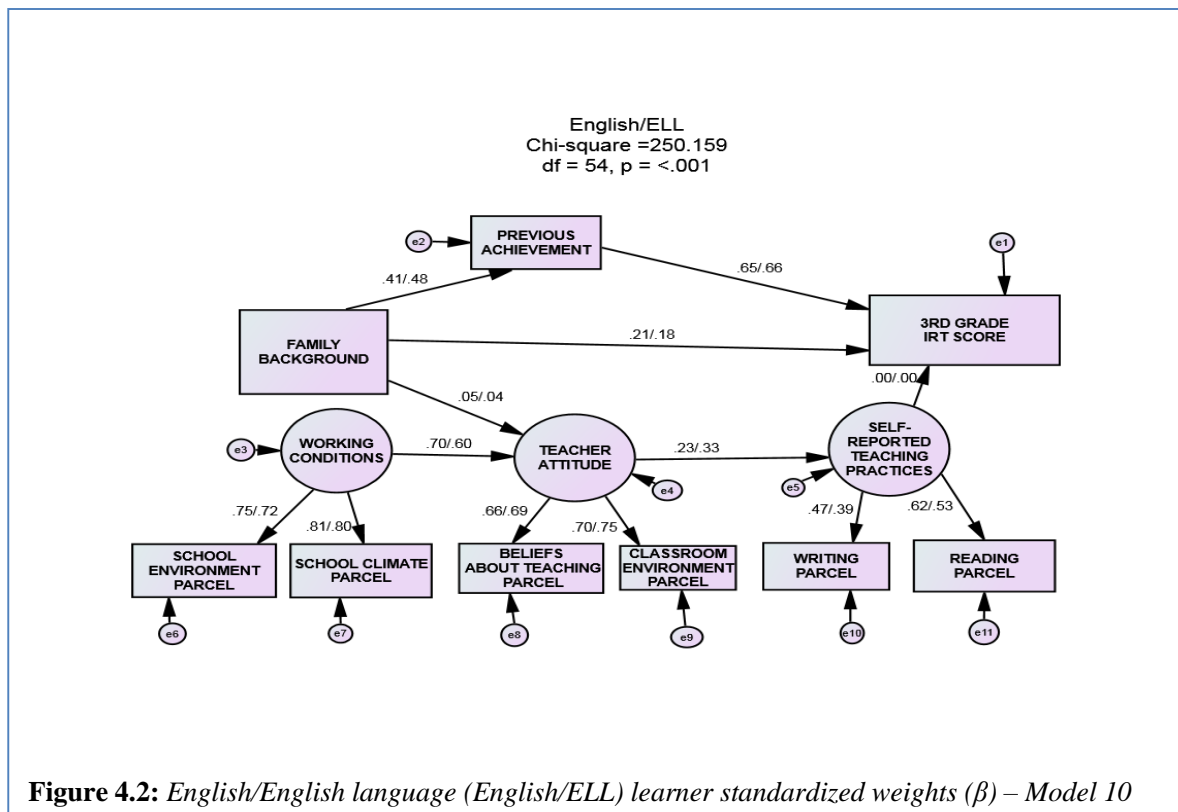 English/ELL
Chi-square =250.159
df = 54, p = <.001
e2
PREVIOUS
ACHIEVEMENT
e1
.41/.48
.65/.66
FAMILY
BACKGROUND
.21/.18
3RD GRADE
IRT SCORE
.05/.04
.00/.00
e3
WORKING
CONDITIONS
.70/.60
TEACHER
ATTITUDE
.23/.33
SELF-
REPORTED
TEACHING
PRACTICES
e4
e5
.75/.72
.81/.80
.66/.69
.70/.75
.47/.39
.62/.53
SCHOOL
ENVIRONMENT
PARCEL
SCHOOL CLIMATE
PARCEL
BELIEFS
ABOUT TEACHING
PARCEL
CLASSROOM
ENVIRONMENT
PARCEL
WRITING
PARCEL
READING
PARCEL
e6
e7
e8
e9
e10
e11
Figure 4.2: English/English language (English/ELL) learner standardized weights (β) – Model 10